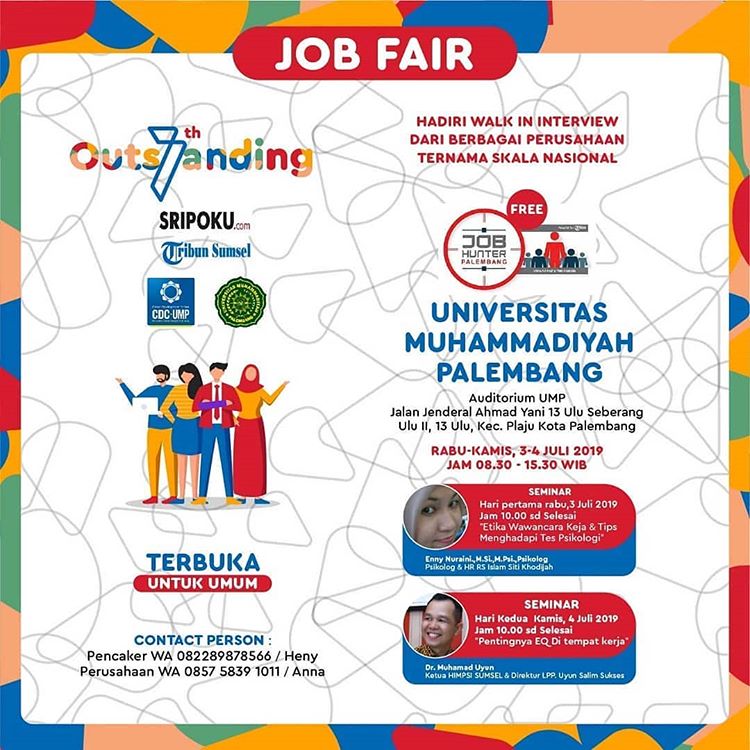 JOB FAIR
7th
Outstanding
SRIPOKU.com
Tribun Sumsel
CDC-UMP
HADIRI WALK IN INTERVIEW
DARI BERBAGAI PERUSAHAAN
TERNAMA SKALA NASIONAL
FREE
JOB
HUNTER
PALEMBANG
UNIVERSITAS
MUHAMMADIYAH
PALEMBANG
Auditorium UMP
Jalan Jenderal Ahmad Yani 13 Ulu Seberang
Ulu II, 13 Ulu, Kec. Plaju Kota Palembang
RABU-KAMIS, 3-4 JULI 2019
JAM 08.30 - 15.30 WIB
SEMINAR
Hari pertama rabu,3 Juli 2019
Jam 10.00 sd Selesai
"Etika Wawancara Keja & Tips
Menghadapi Tes Psikologi"
Enny Nuraini.,M.Si.,M.Psi.,Psikolog
Psikolog & HR RS Islam Siti Khodijah
SEMINAR
Hari Kedua Kamis, 4 Juli 2019
Jam 10.00 sd Selesai
"Pentingnya EQ Di tempat kerja"
Dr. Muhamad Uyun
Ketua HIMPSI SUMSEL & Direktur LPP. Uyun Salim Sukses
TERBUKA
UNTUK UMUM
CONTACT PERSON :
Pencaker WA 082289878566 / Heny
Perusahaan WA 0857 5839 1011 / Anna